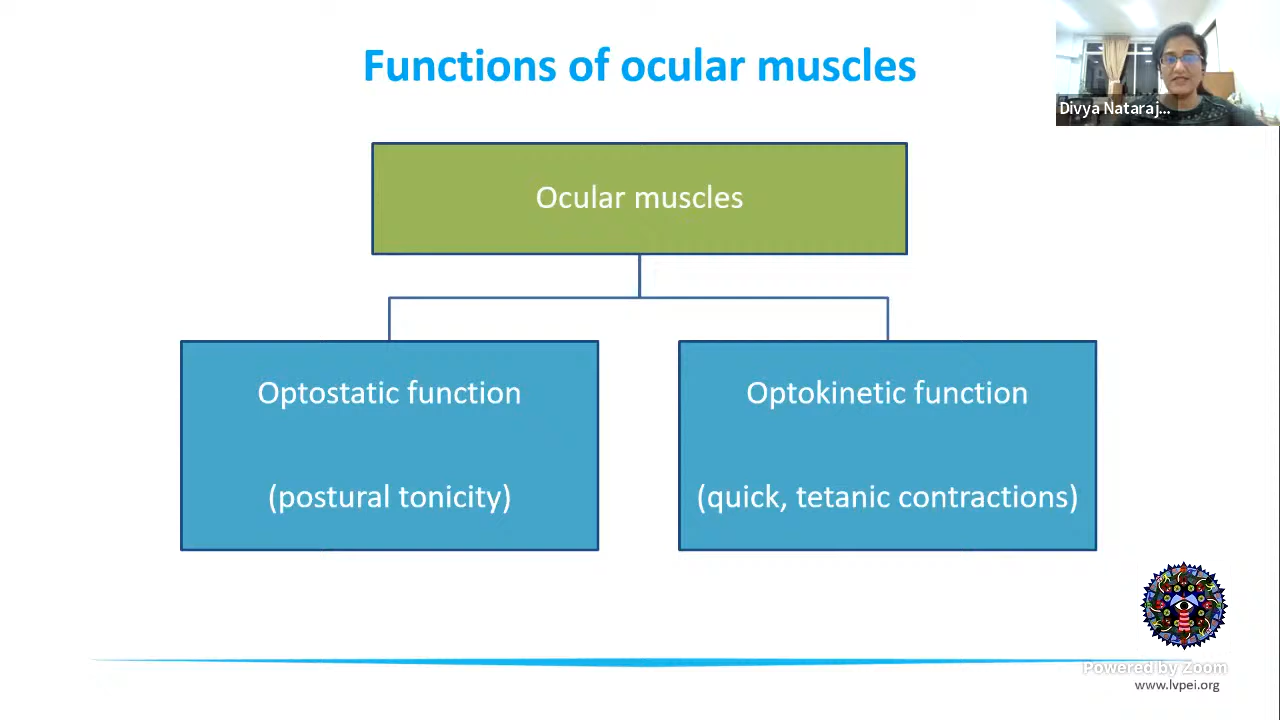 Functions of ocular muscles
Divya Nataraj...
Ocular muscles
Optostatic function
(postural tonicity)
Optokinetic function
(quick, tetanic contractions)
Powered by Zoom
www.lvpei.org